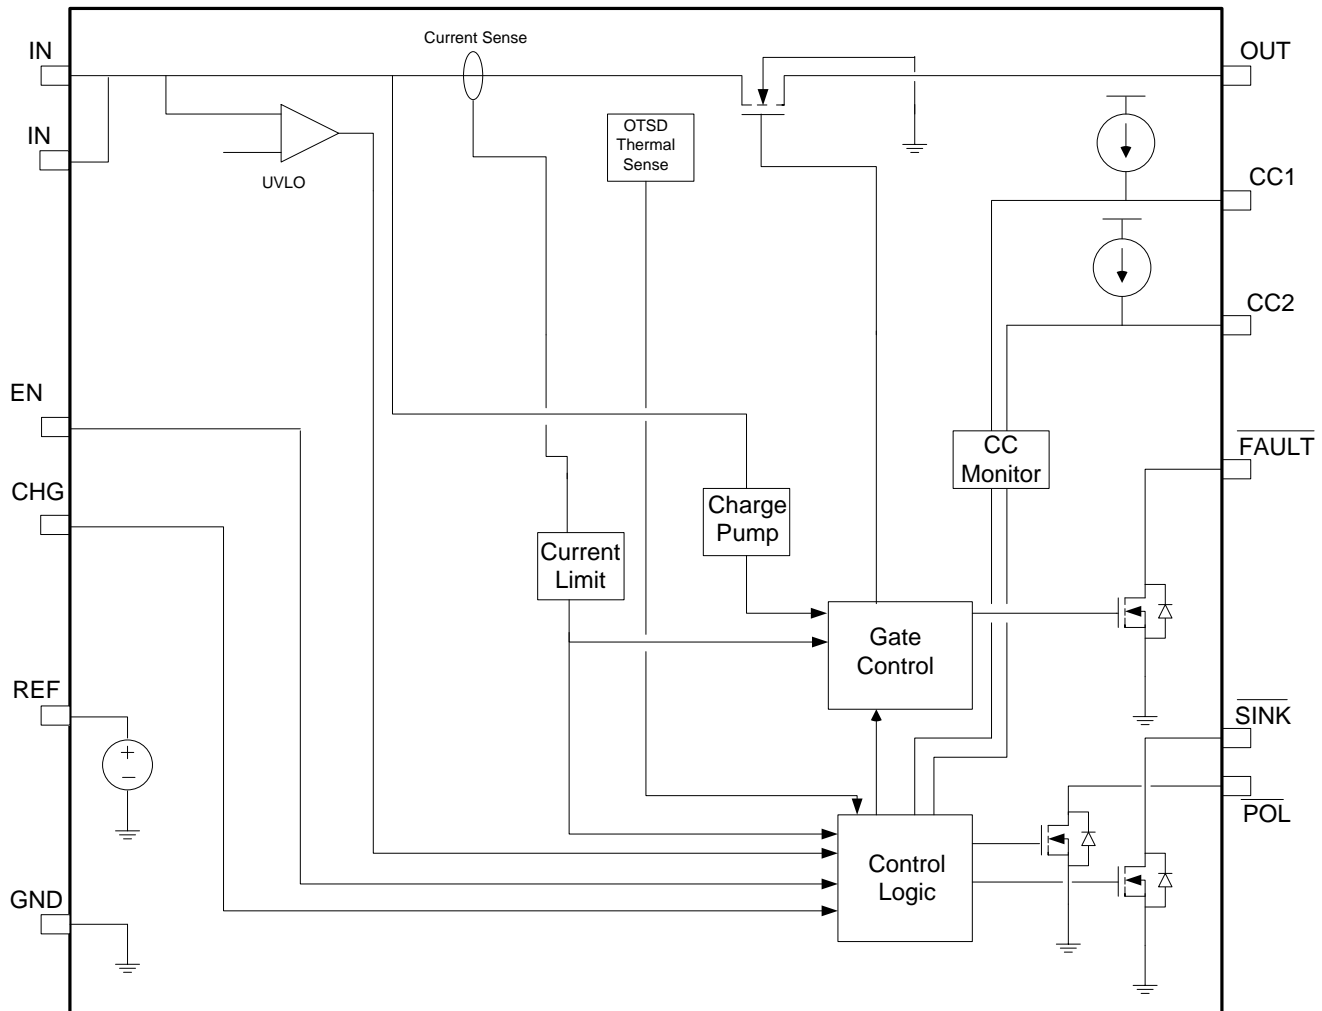 Current Sense
IN
OUT
IN
OTSD
Thermal
Sense
UVLO
CC1
CC2
EN
FAULT
CC
Monitor
CHG
Charge
Pump
Current
Limit
Gate
Control
REF
+
−
SINK
POL
Control
Logic
GND